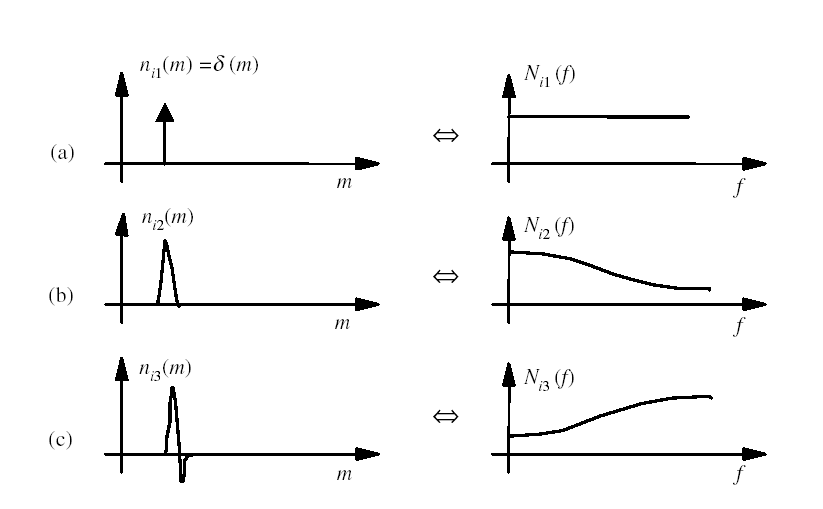 n_{i1}(m) = δ(m)
N_{i1}(f)
(a)
⇔
m
f
n_{i2}(m)
N_{i2}(f)
(b)
⇔
m
f
n_{i3}(m)
N_{i3}(f)
(c)
⇔
m
f